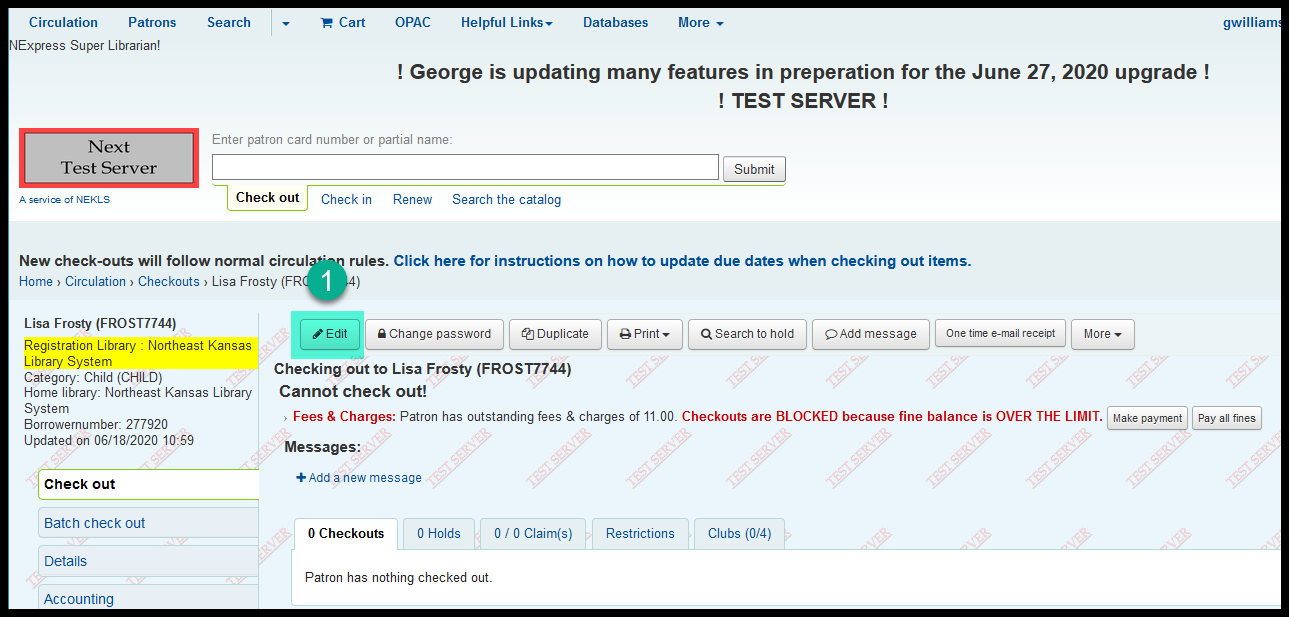 Circulation Patrons Search Cart OPAC Helpful Links Databases More gwilliams
NExpress Super Librarian!
! George is updating many features in preperation for the June 27, 2020 upgrade !
! TEST SERVER !
Next
Test Server
A service of NEKLS
Enter patron card number or partial name:
Submit
Check out Check in Renew Search the catalog
New check-outs will follow normal circulation rules. Click here for instructions on how to update due dates when checking out items.
Home › Circulation › Checkouts › Lisa Frosty (FRO 44)
1
Lisa Frosty (FROST7744)
Registration Library : Northeast Kansas
Library System
Category: Child (CHILD)
Home library: Northeast Kansas Library
System
Borrowernumber: 277920
Updated on 06/18/2020 10:59
Check out
Batch check out
Details
Accounting
Edit Change password Duplicate Print Search to hold Add message One time e-mail receipt More
Checking out to Lisa Frosty (FROST7744)
Cannot check out!
› Fees & Charges: Patron has outstanding fees & charges of 11.00. Checkouts are BLOCKED because fine balance is OVER THE LIMIT. Make payment Pay all fines
Messages:
Add a new message
0 Checkouts 0 Holds 0 / 0 Claim(s) Restrictions Clubs (0/4)
Patron has nothing checked out.
TEST SERVER